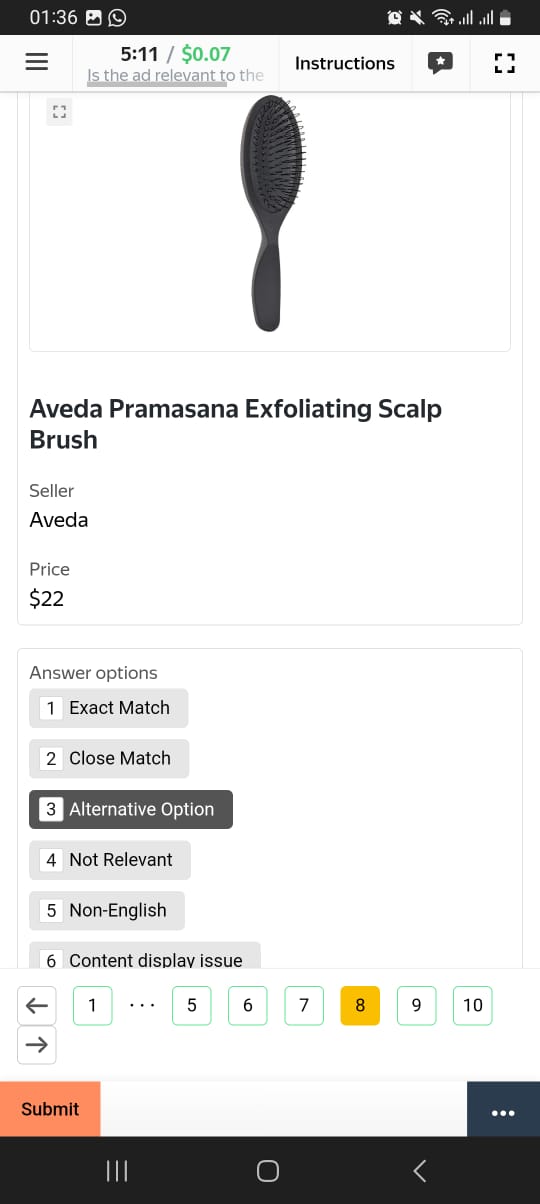 01:36
5:11 / $0.07
Is the ad relevant to the
Instructions
Aveda Pramasana Exfoliating Scalp
Brush
Seller
Aveda
Price
$22
Answer options
1 Exact Match
2 Close Match
3 Alternative Option
4 Not Relevant
5 Non-English
6 Content display issue
1 ... 5 6 7 8 9 10
Submit